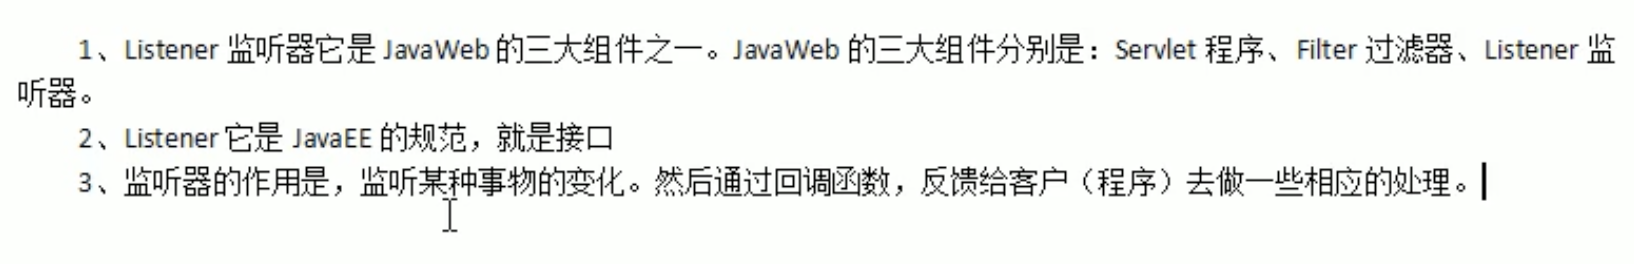 1、Listener 监听器它是 JavaWeb 的三大组件之一。JavaWeb 的三大组件分别是：Servlet 程序、Filter 过滤器、Listener 监
听器。
2、Listener 它是 JavaEE 的规范，就是接口
3、监听器的作用是，监听某种事物的变化。然后通过回调函数，反馈给客户（程序）去做一些相应的处理。